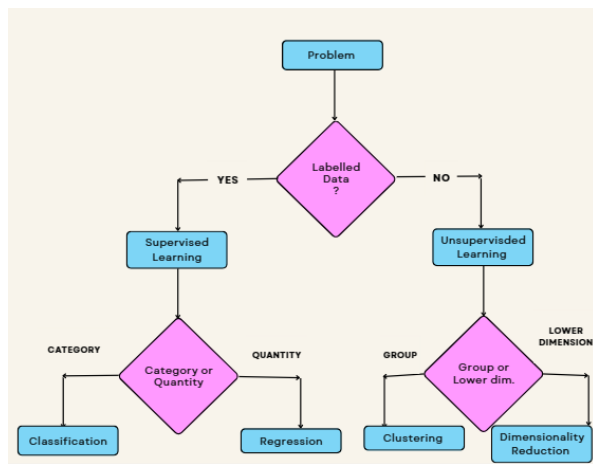 Problem
Labelled
Data
?
YES
NO
Supervised
Learning
Unsupervisded
Learning
CATEGORY
Category or
Quantity
QUANTITY
GROUP
Group or
Lower dim.
LOWER
DIMENSION
Classification
Regression
Clustering
Dimensionality
Reduction